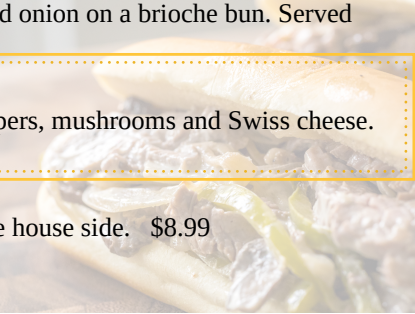 d onion on a brioche bun. Served
pers, mushrooms and Swiss cheese.
e house side. $8.99